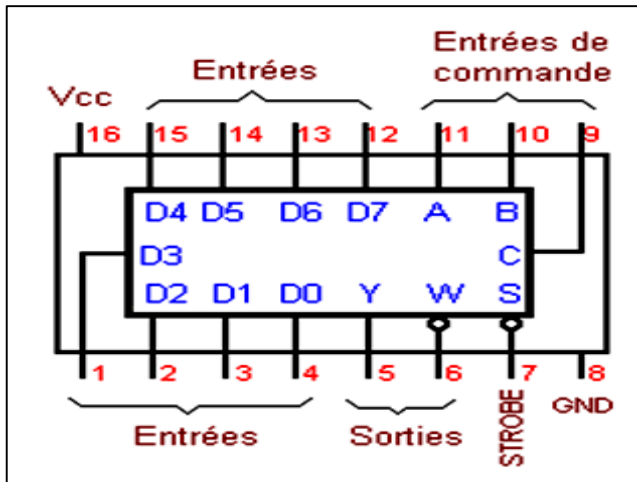 Entrées de
Entrées commande
Vcc
16 15 14 13 12 11 10 9
D4 D5 D6 D7 A B
D3 C
D2 D1 D0 Y W S
1 2 3 4 5 6 7 8
STROBE GND
Entrées Sorties